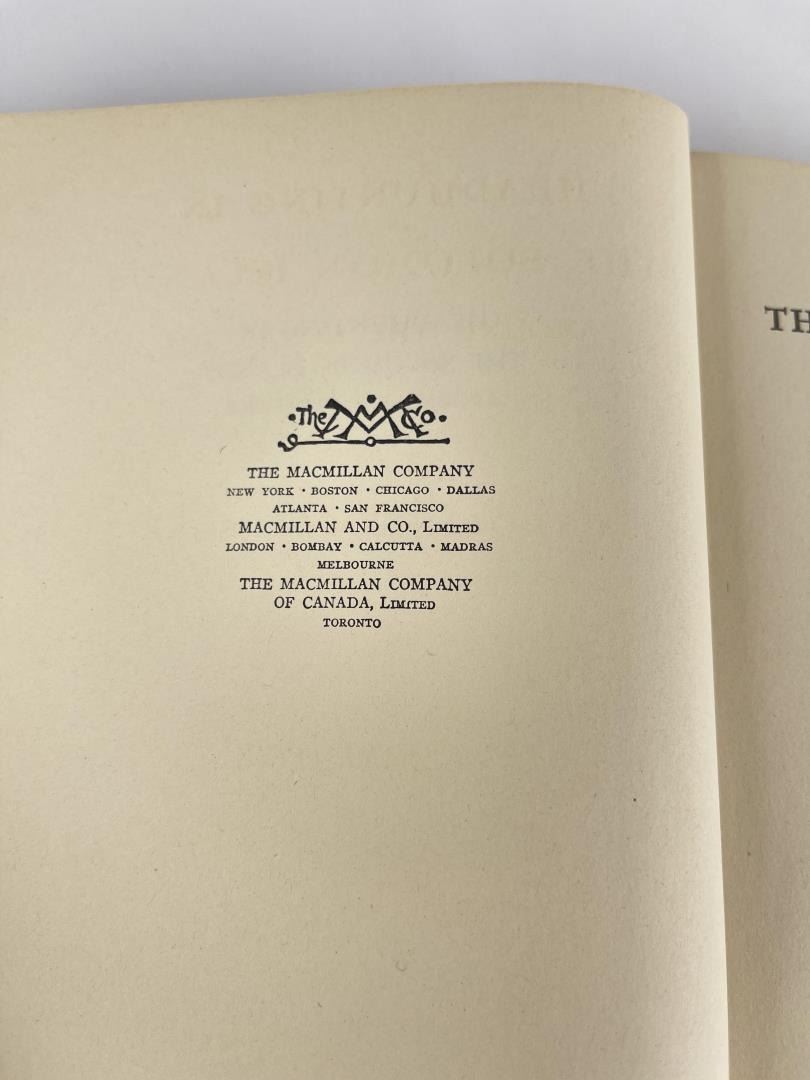 The M Co.
THE MACMILLAN COMPANY
NEW YORK · BOSTON · CHICAGO · DALLAS
ATLANTA · SAN FRANCISCO
MACMILLAN AND CO., LIMITED
LONDON · BOMBAY · CALCUTTA · MADRAS
MELBOURNE
THE MACMILLAN COMPANY
OF CANADA, LIMITED
TORONTO
TH